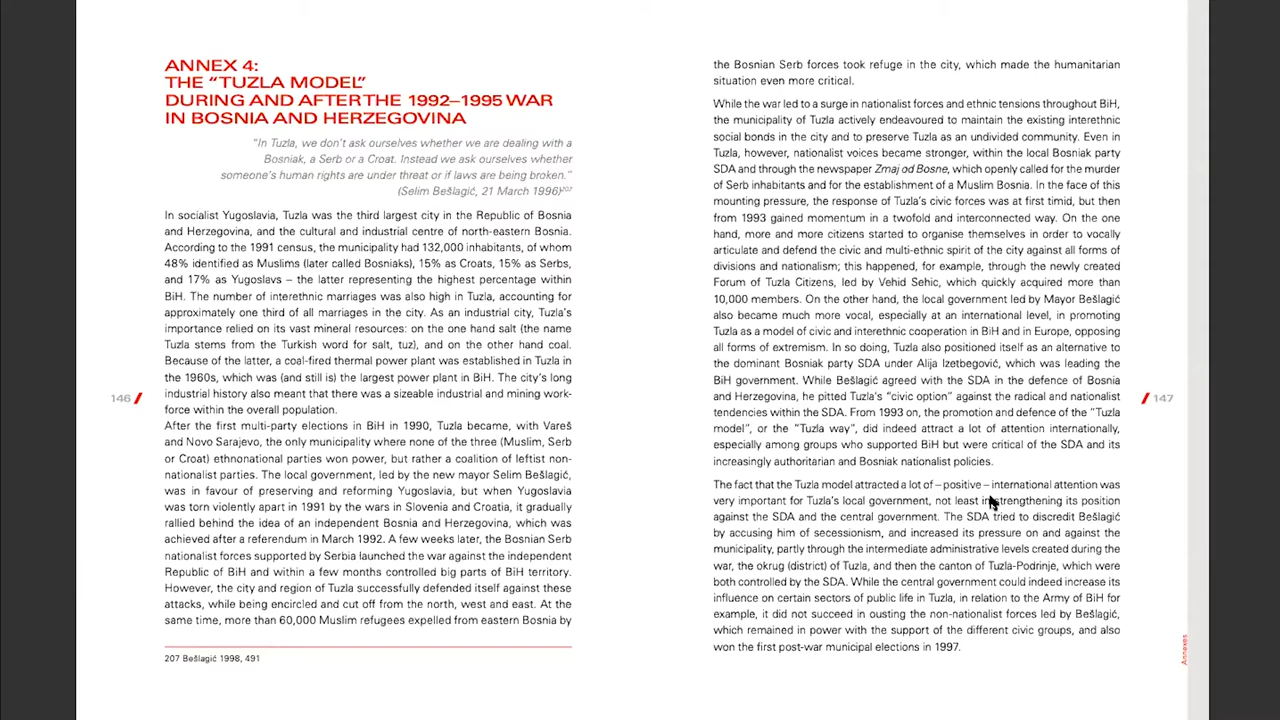 ANNEX 4:
THE “TUZLA MODEL”
DURING AND AFTER THE 1992–1995 WAR
IN BOSNIA AND HERZEGOVINA
“In Tuzla, we don’t ask ourselves whether we are dealing with a
Bosniak, a Serb or a Croat. Instead we ask ourselves whether
someone’s human rights are under threat or if laws are being broken.”
(Selim Bešlagić, 21 March 1996)207
In socialist Yugoslavia, Tuzla was the third largest city in the Republic of Bosnia
and Herzegovina, and the cultural and industrial centre of north-eastern Bosnia.
According to the 1991 census, the municipality had 132,000 inhabitants, of whom
48% identified as Muslims (later called Bosniaks), 15% as Croats, 15% as Serbs,
and 17% as Yugoslavs – the latter representing the highest percentage within
BiH. The number of interethnic marriages was also high in Tuzla, accounting for
approximately one third of all marriages in the city. As an industrial city, Tuzla’s
importance relied on its vast mineral resources: on the one hand salt (the name
Tuzla stems from the Turkish word for salt, tuz), and on the other hand coal.
Because of the latter, a coal-fired thermal power plant was established in Tuzla in
the 1960s, which was (and still is) the largest power plant in BiH. The city’s long
industrial history also meant that there was a sizeable industrial and mining work-
force within the overall population.
After the first multi-party elections in BiH in 1990, Tuzla became, with Vareš
and Novo Sarajevo, the only municipality where none of the three (Muslim, Serb
or Croat) ethnonational parties won power, but rather a coalition of leftist non-
nationalist parties. The local government, led by the new mayor Selim Bešlagić,
was in favour of preserving and reforming Yugoslavia, but when Yugoslavia
was torn violently apart in 1991 by the wars in Slovenia and Croatia, it gradually
rallied behind the idea of an independent Bosnia and Herzegovina, which was
achieved after a referendum in March 1992. A few weeks later, the Bosnian Serb
nationalist forces supported by Serbia launched the war against the independent
Republic of BiH and within a few months controlled big parts of BiH territory.
However, the city and region of Tuzla successfully defended itself against these
attacks, while being encircled and cut off from the north, west and east. At the
same time, more than 60,000 Muslim refugees expelled from eastern Bosnia by
207 Bešlagić 1998, 491
146 /
the Bosnian Serb forces took refuge in the city, which made the humanitarian
situation even more critical.
While the war led to a surge in nationalist forces and ethnic tensions throughout BiH,
the municipality of Tuzla actively endeavoured to maintain the existing interethnic
social bonds in the city and to preserve Tuzla as an undivided community. Even in
Tuzla, however, nationalist voices became stronger, within the local Bosniak party
SDA and through the newspaper Zmaj od Bosne, which openly called for the murder
of Serb inhabitants and for the establishment of a Muslim Bosnia. In the face of this
mounting pressure, the response of Tuzla’s civic forces was at first timid, but then
from 1993 gained momentum in a twofold and interconnected way. On the one
hand, more and more citizens started to organise themselves in order to vocally
articulate and defend the civic and multi-ethnic spirit of the city against all forms of
divisions and nationalism; this happened, for example, through the newly created
Forum of Tuzla Citizens, led by Vehid Sehic, which quickly acquired more than
10,000 members. On the other hand, the local government led by Mayor Bešlagić
also became much more vocal, especially at an international level, in promoting
Tuzla as a model of civic and interethnic cooperation in BiH and in Europe, opposing
all forms of extremism. In so doing, Tuzla also positioned itself as an alternative to
the dominant Bosniak party SDA under Alija Izetbegović, which was leading the
BiH government. While Bešlagić agreed with the SDA in the defence of Bosnia
and Herzegovina, he pitted Tuzla’s “civic option” against the radical and nationalist
tendencies within the SDA. From 1993 on, the promotion and defence of the “Tuzla
model”, or the “Tuzla way”, did indeed attract a lot of attention internationally,
especially among groups who supported BiH but were critical of the SDA and its
increasingly authoritarian and Bosniak nationalist policies.
The fact that the Tuzla model attracted a lot of – positive – international attention was
very important for Tuzla’s local government, not least in strengthening its position
against the SDA and the central government. The SDA tried to discredit Bešlagić
by accusing him of secessionism, and increased its pressure on and against the
municipality, partly through the intermediate administrative levels created during the
war, the okrug (district) of Tuzla, and then the canton of Tuzla-Podrinje, which were
both controlled by the SDA. While the central government could indeed increase its
influence on certain sectors of public life in Tuzla, in relation to the Army of BiH for
example, it did not succeed in ousting the non-nationalist forces led by Bešlagić,
which remained in power with the support of the different civic groups, and also
won the first post-war municipal elections in 1997.
/ 147
Annexes